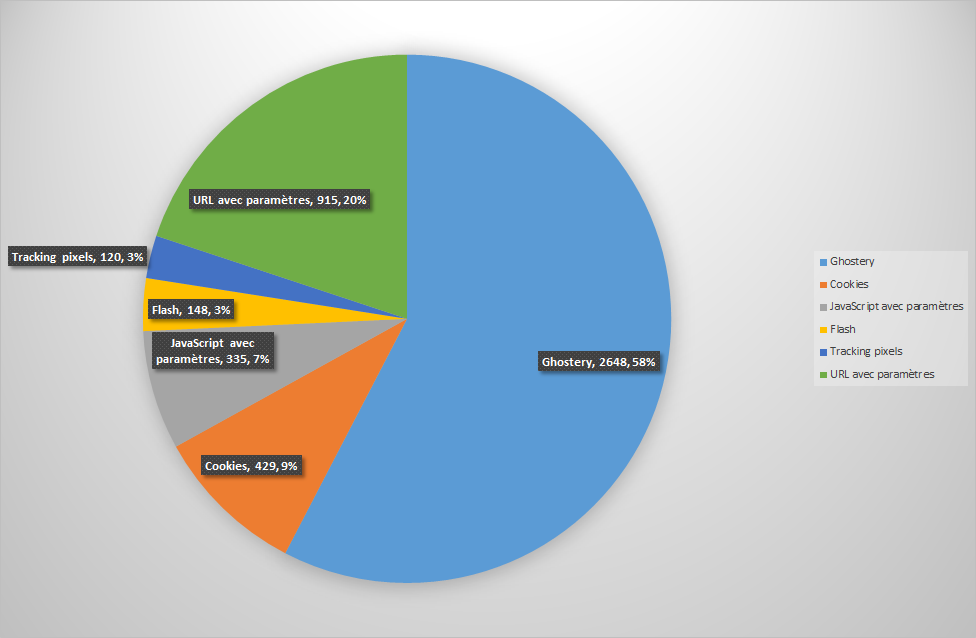 URL avec paramètres, 915, 20%
Tracking pixels, 120, 3%
Flash, 148, 3%
JavaScript avec
paramètres, 335, 7%
Ghostery, 2648, 58%
Cookies, 429, 9%
Ghostery
Cookies
JavaScript avec paramètres
Flash
Tracking pixels
URL avec paramètres